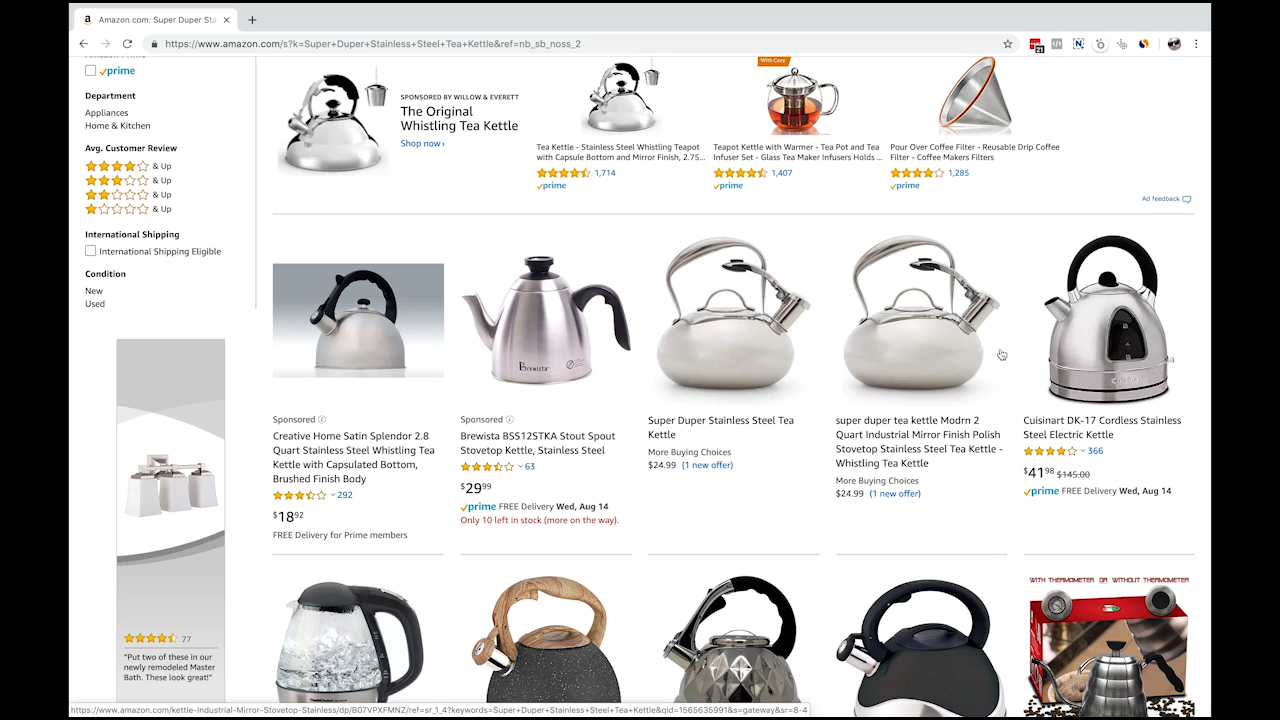 Amazon.com: Super Duper Sta
https://www.amazon.com/s?k=Super+Duper+Stainless+Steel+Tea+Kettle&ref=nb_sb_noss_2
21
prime
Department
Appliances
Home & Kitchen
Avg. Customer Review
& Up
& Up
& Up
& Up
International Shipping
International Shipping Eligible
Condition
New
Used
SPONSORED BY WILLOW & EVERETT
The Original
Whistling Tea Kettle
Shop now ›
Tea Kettle - Stainless Steel Whistling Teapot
with Capsule Bottom and Mirror Finish, 2.75...
1,714
prime
With Cozy
Teapot Kettle with Warmer - Tea Pot and Tea
Infuser Set - Glass Tea Maker Infusers Holds ...
1,407
prime
Pour Over Coffee Filter - Reusable Drip Coffee
Filter - Coffee Makers Filters
1,285
prime
Ad feedback
Sponsored
Creative Home Satin Splendor 2.8
Quart Stainless Steel Whistling Tea
Kettle with Capsulated Bottom,
Brushed Finish Body
292
$18.92
FREE Delivery for Prime members
Brewista
Sponsored
Brewista BSS12STKA Stout Spout
Stovetop Kettle, Stainless Steel
63
$29.99
prime FREE Delivery Wed, Aug 14
Only 10 left in stock (more on the way).
Super Duper Stainless Steel Tea
Kettle
More Buying Choices
$24.99 (1 new offer)
super duper tea kettle Modrn 2
Quart Industrial Mirror Finish Polish
Stovetop Stainless Steel Tea Kettle -
Whistling Tea Kettle
More Buying Choices
$24.99 (1 new offer)
Cuisinart
Cuisinart DK-17 Cordless Stainless
Steel Electric Kettle
366
$41.98 $145.00
prime FREE Delivery Wed, Aug 14
77
"Put two of these in our
newly remodeled Master
Bath. These look great!"
WITH THERMOMETER OR WITHOUT THERMOMETER
https://www.amazon.com/kettle-Industrial-Mirror-Stovetop-Stainless/dp/B07VPXFMNZ/ref=sr_1_4?keywords=Super+Duper+Stainless+Steel+Tea+Kettle&qid=1565635991&s=gateway&sr=8-4